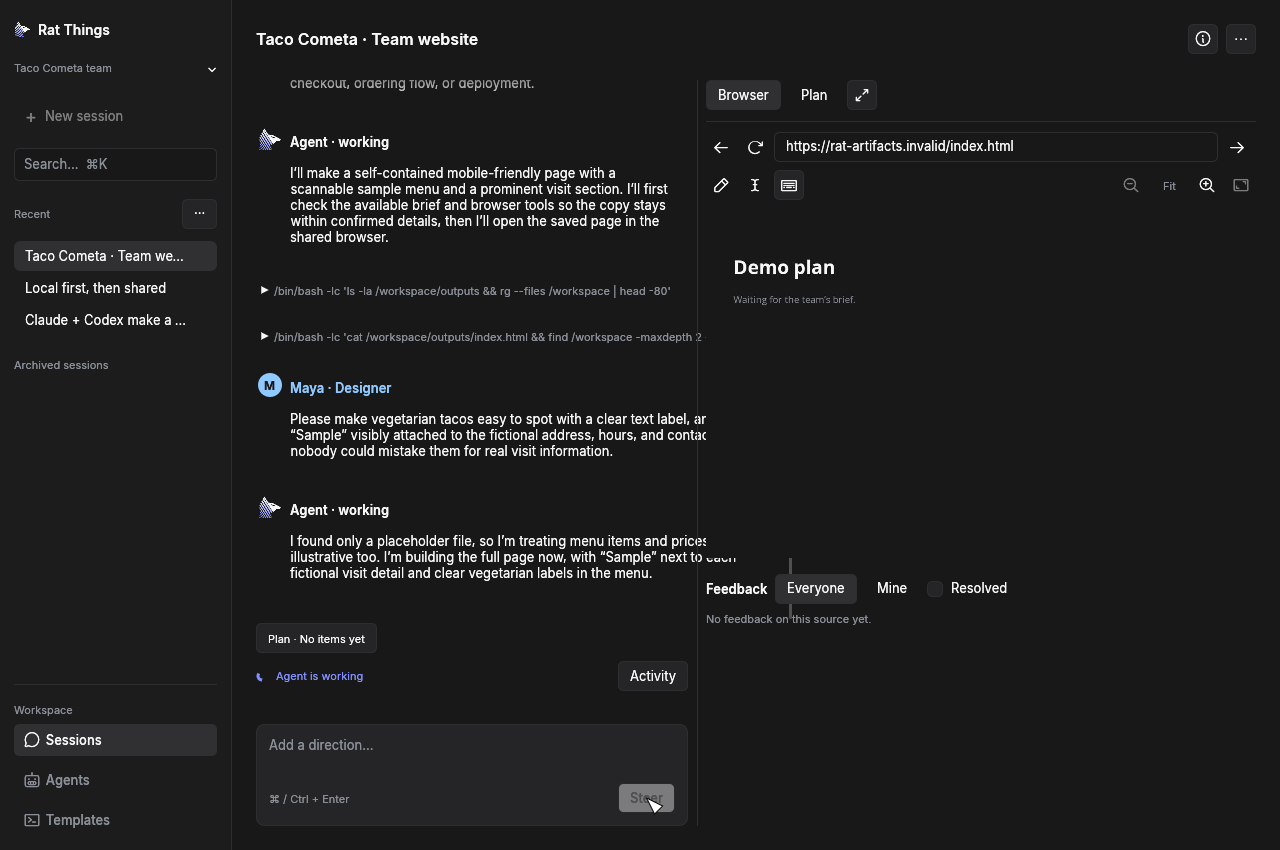 Rat Things
Taco Cometa team
+ New session
Search... ⌘K
Recent
Taco Cometa · Team we...
Local first, then shared
Claude + Codex make a ...
Archived sessions
Workspace
Sessions
Agents
Templates
Taco Cometa · Team website
checkout, ordering flow, or deployment.
Agent · working
I’ll make a self-contained mobile-friendly page with a
scannable sample menu and a prominent visit section. I’ll first
check the available brief and browser tools so the copy stays
within confirmed details, then I’ll open the saved page in the
shared browser.
/bin/bash -lc 'ls -la /workspace/outputs && rg --files /workspace | head -80'
/bin/bash -lc 'cat /workspace/outputs/index.html && find /workspace -maxdepth 2
M
Maya · Designer
Please make vegetarian tacos easy to spot with a clear text label,
“Sample” visibly attached to the fictional address, hours, and
nobody could mistake them for real visit information.
Agent · working
I found only a placeholder file, so I’m treating menu items and prices
illustrative too. I’m building the full page now, with “Sample” next to each
fictional visit detail and clear vegetarian labels in the menu.
Plan · No items yet
Agent is working
Activity
Add a direction...
⌘ / Ctrl + Enter
Steer
Browser
Plan
https://rat-artifacts.invalid/index.html
Fit
Demo plan
Waiting for the team’s brief.
Feedback
Everyone
Mine
Resolved
No feedback on this source yet.